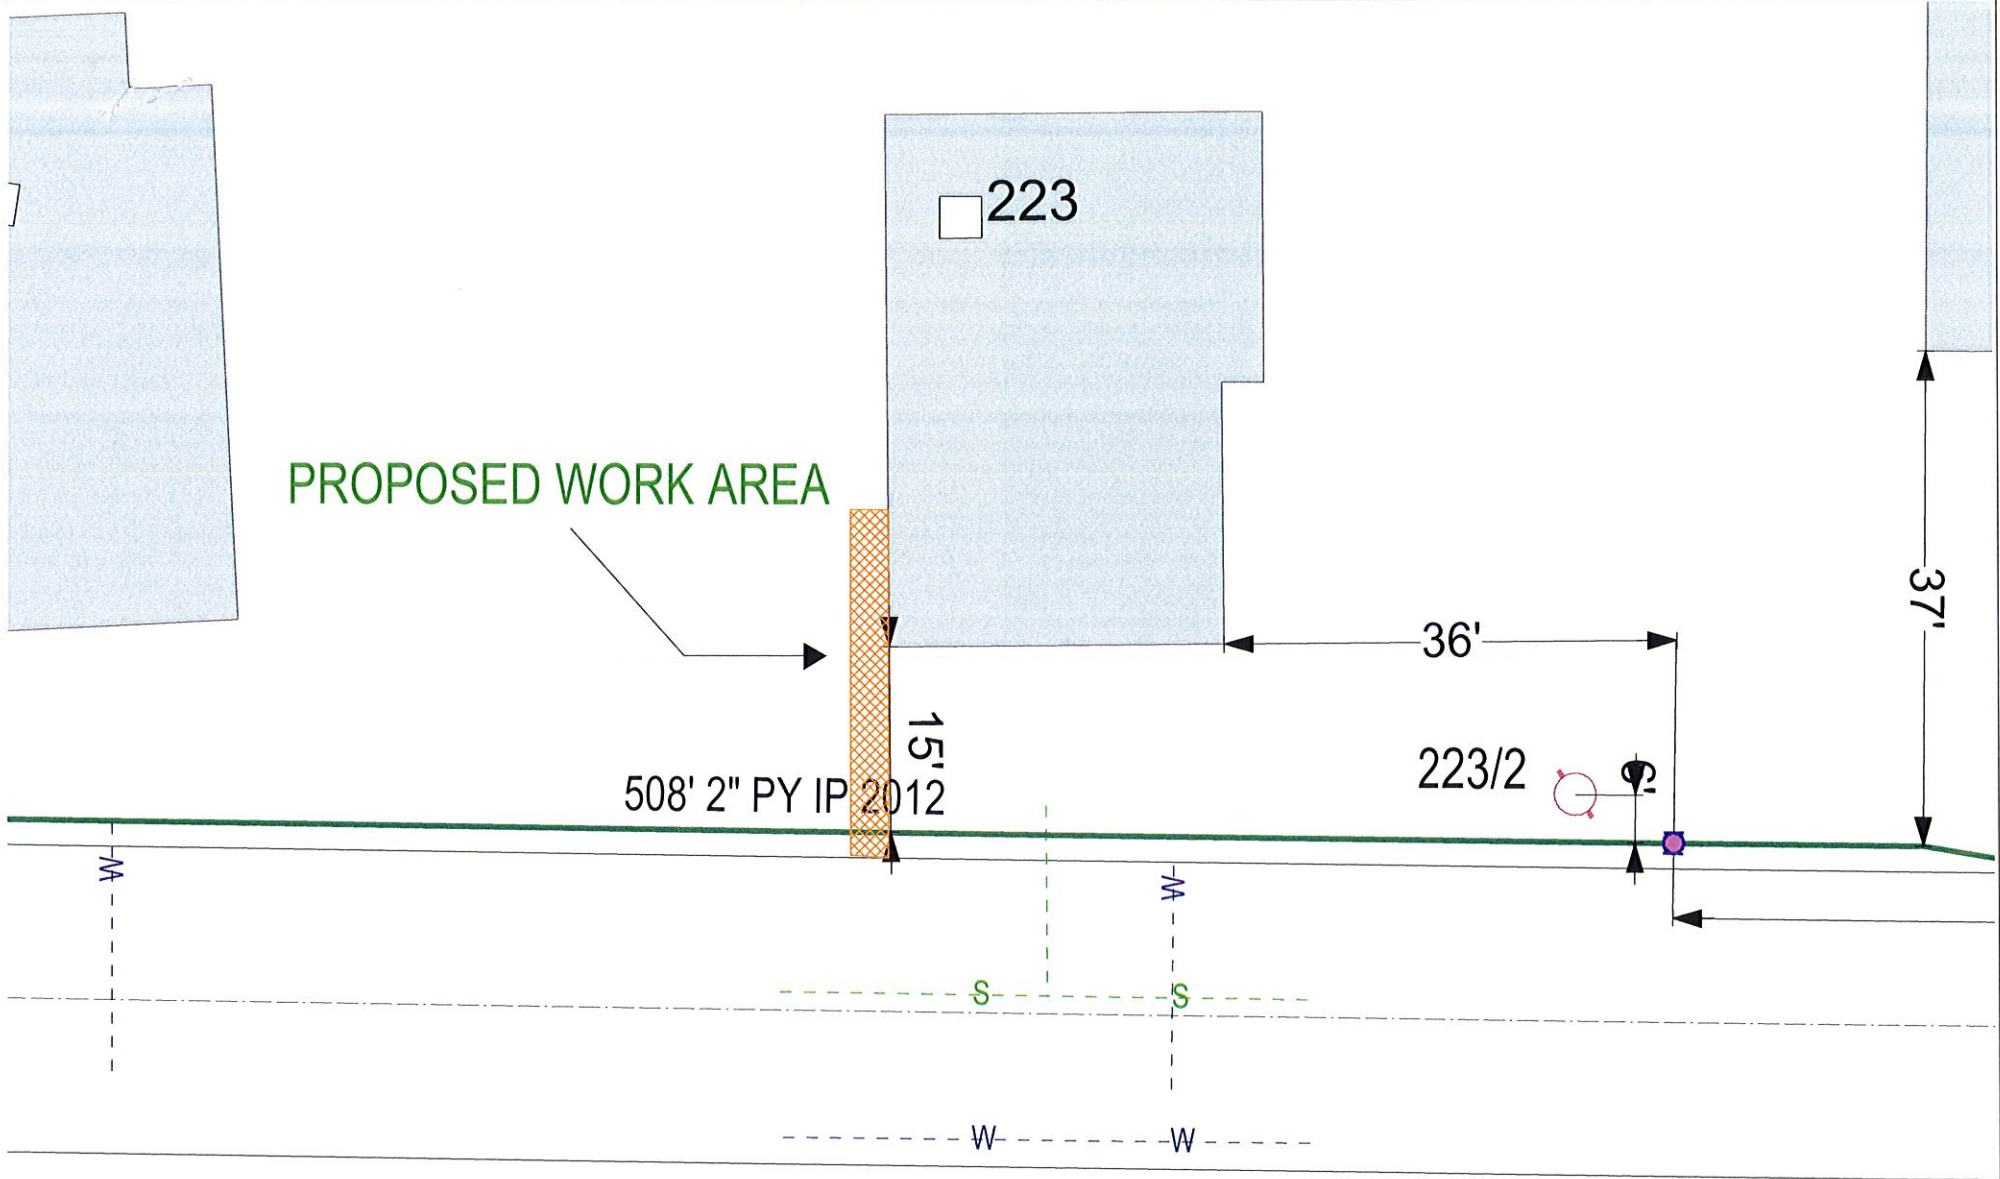 223
PROPOSED WORK AREA
37'
36'
15'
223/2
6'
508' 2" PY IP 2012
W
W
S
S
W
W